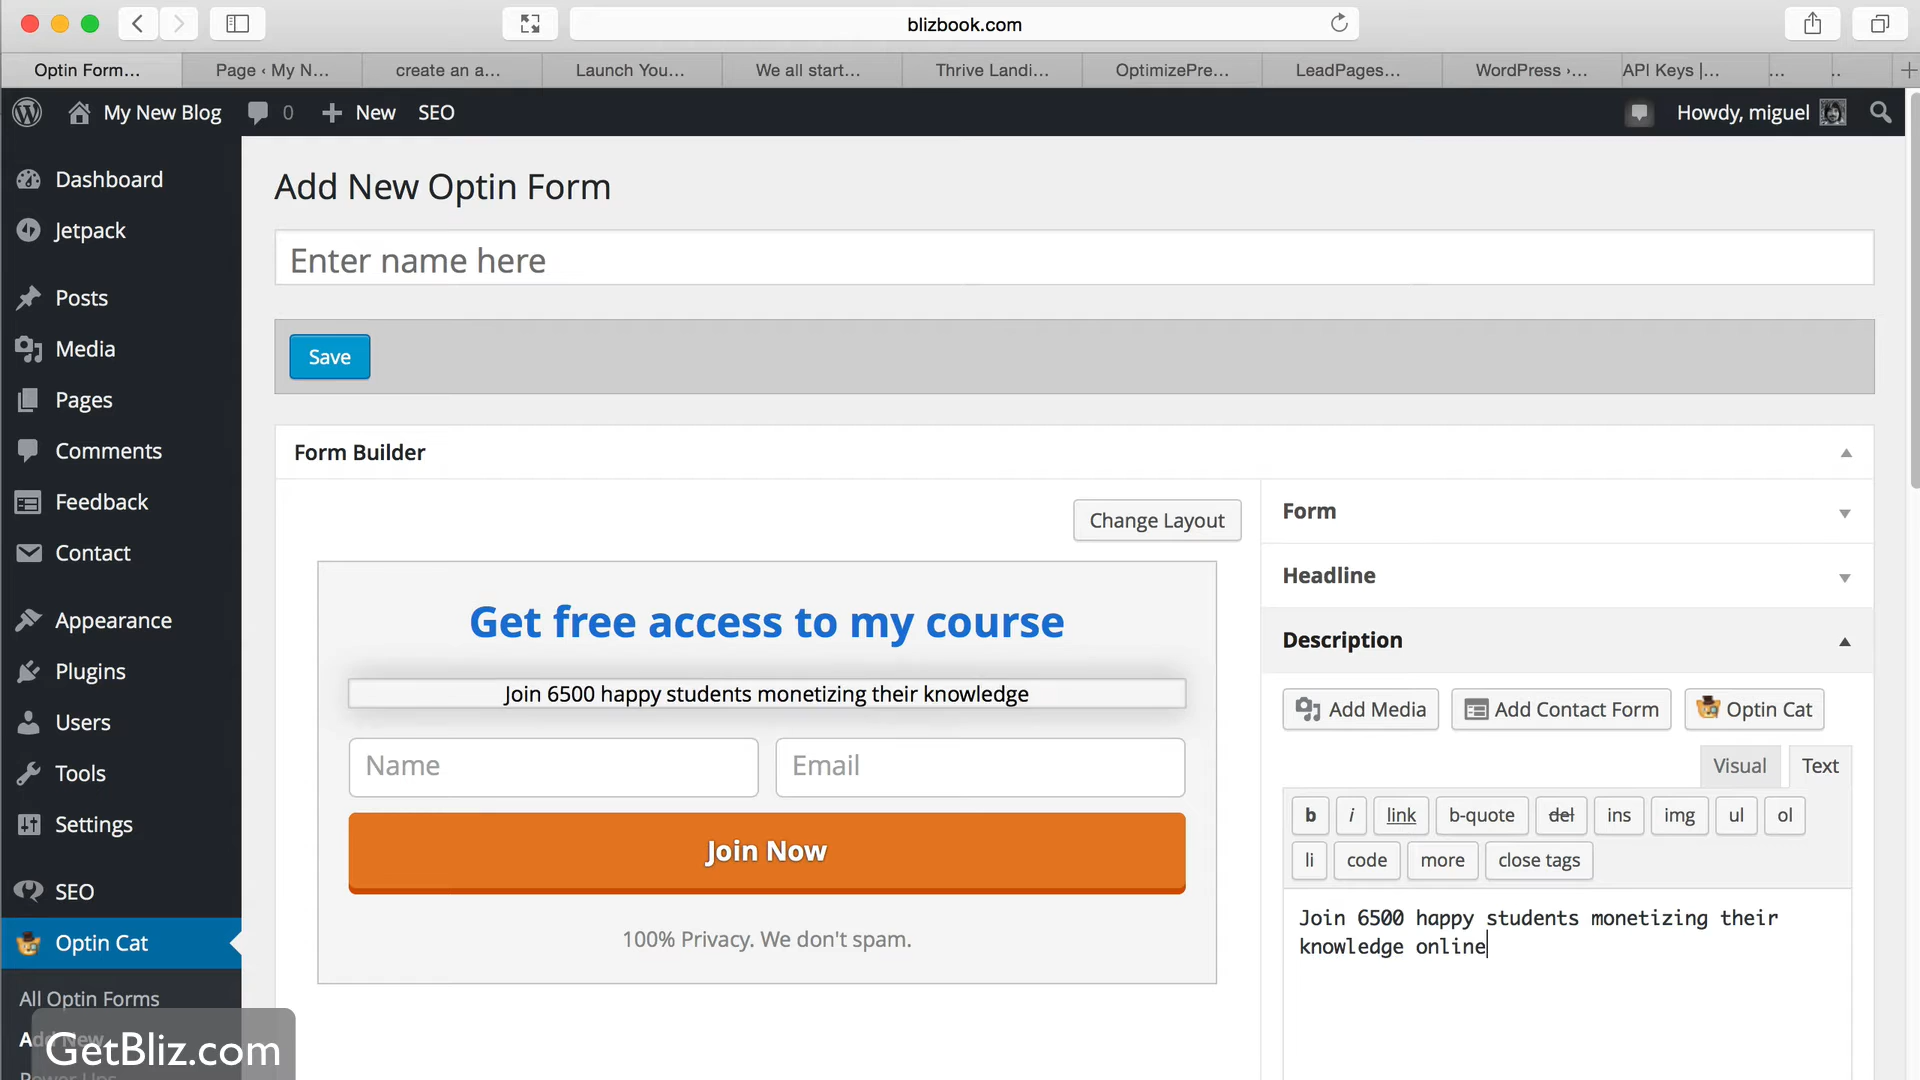 blizbook.com
Optin Form...
Page ‹ My N...
create an a...
Launch You...
We all start...
Thrive Landi...
OptimizePre...
LeadPages...
WordPress ›...
API Keys |...
...
..
My New Blog
0
New
SEO
Howdy, miguel
Dashboard
Jetpack
Posts
Media
Pages
Comments
Feedback
Contact
Appearance
Plugins
Users
Tools
Settings
SEO
Optin Cat
All Optin Forms
Add New
Power Ups
GetBliz.com
Add New Optin Form
Enter name here
Save
Form Builder
Change Layout
Get free access to my course
Join 6500 happy students monetizing their knowledge
Name
Email
Join Now
100% Privacy. We don't spam.
Form
Headline
Description
Add Media
Add Contact Form
Optin Cat
Visual
Text
b
i
link
b-quote
del
ins
img
ul
ol
li
code
more
close tags
Join 6500 happy students monetizing their
knowledge online